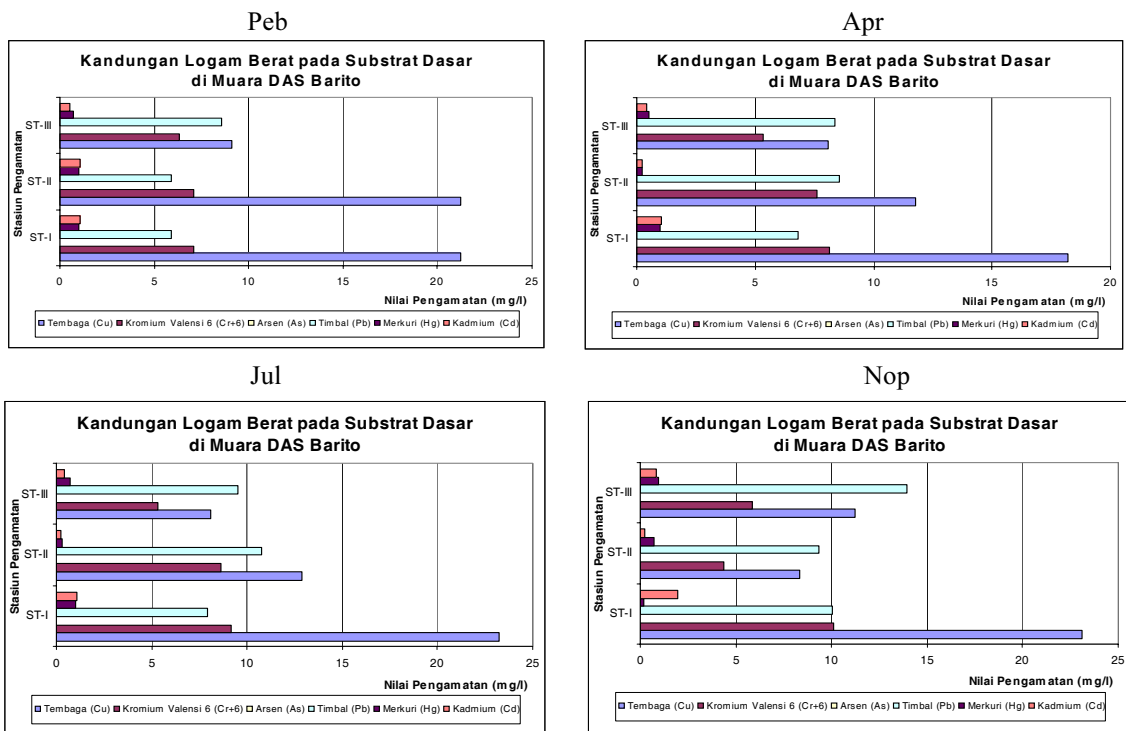 Peb
Kandungan Logam Berat pada Substrat Dasar
di Muara DAS Barito
Stasiun Pengamatan
ST-III
ST-II
ST-I
0 5 10 15 20 25
Nilai Pengamatan (mg/l)
Tembaga (Cu) Kromium Valensi 6 (Cr+6) Arsen (As) Timbal (Pb) Merkuri (Hg) Kadmium (Cd)
Apr
Kandungan Logam Berat pada Substrat Dasar
di Muara DAS Barito
Stasiun Pengamatan
ST-III
ST-II
ST-I
0 5 10 15 20
Nilai Pengamatan (mg/l)
Tembaga (Cu) Kromium Valensi 6 (Cr+6) Arsen (As) Timbal (Pb) Merkuri (Hg) Kadmium (Cd)
Jul
Kandungan Logam Berat pada Substrat Dasar
di Muara DAS Barito
Stasiun Pengamatan
ST-III
ST-II
ST-I
0 5 10 15 20 25
Nilai Pengamatan (mg/l)
Tembaga (Cu) Kromium Valensi 6 (Cr+6) Arsen (As) Timbal (Pb) Merkuri (Hg) Kadmium (Cd)
Nop
Kandungan Logam Berat pada Substrat Dasar
di Muara DAS Barito
Stasiun Pengamatan
ST-III
ST-II
ST-I
0 5 10 15 20 25
Nilai Pengamatan (mg/l)
Tembaga (Cu) Kromium Valensi 6 (Cr+6) Arsen (As) Timbal (Pb) Merkuri (Hg) Kadmium (Cd)